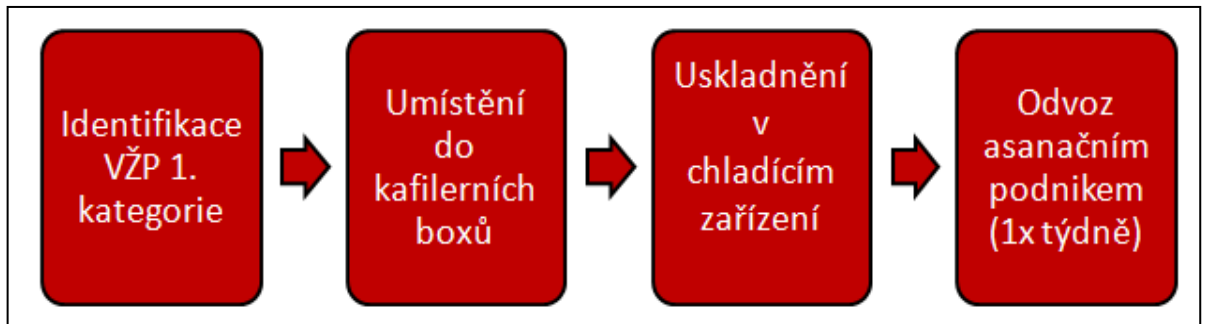 Identifikace
VŽP 1.
kategorie
Umístění
do
kafilerních
boxů
Uskladnění
v
chladícím
zařízení
Odvoz
asanačním
podnikem
(1x týdně)